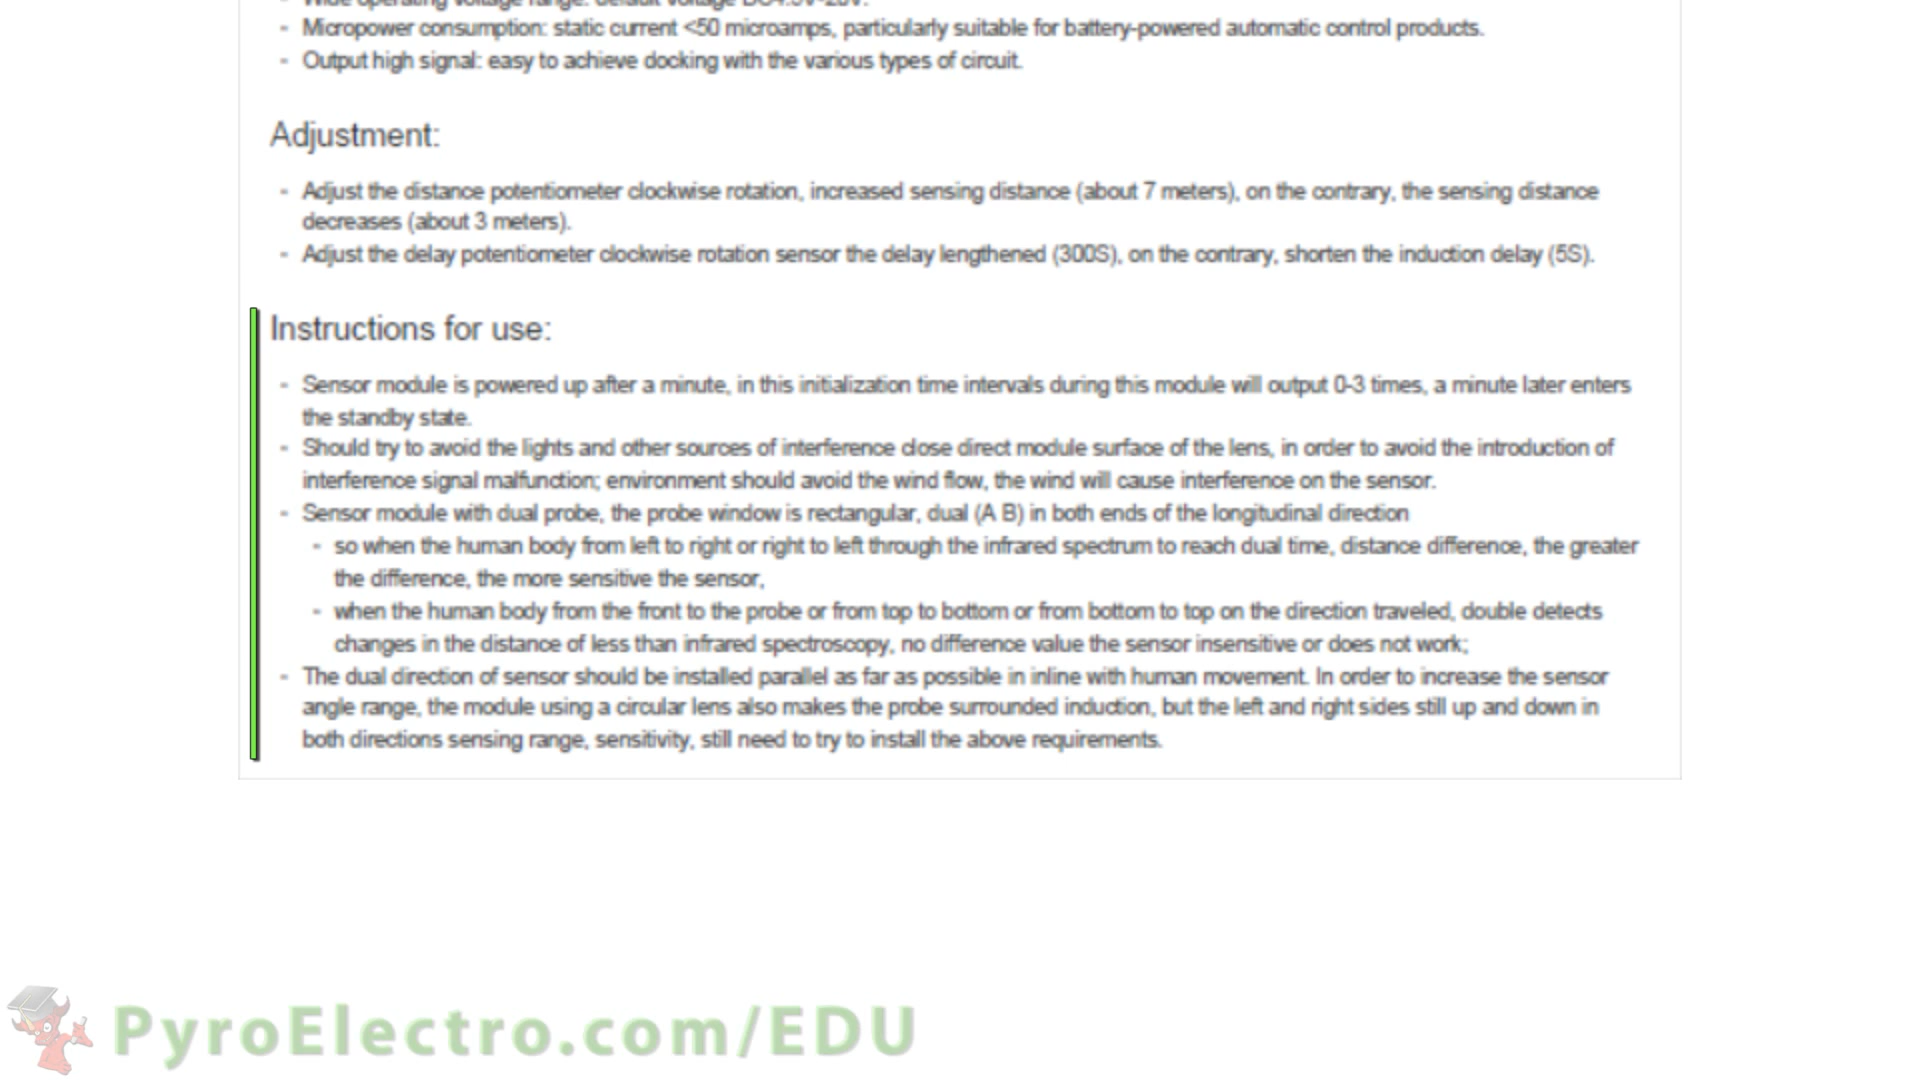 - Wide operating voltage range: default voltage DC4.5V-20V.
- Micropower consumption: static current <50 microamps, particularly suitable for battery-powered automatic control products.
- Output high signal: easy to achieve docking with the various types of circuit.
Adjustment:
- Adjust the distance potentiometer clockwise rotation, increased sensing distance (about 7 meters), on the contrary, the sensing distance
decreases (about 3 meters).
- Adjust the delay potentiometer clockwise rotation sensor the delay lengthened (300S), on the contrary, shorten the induction delay (5S).
Instructions for use:
- Sensor module is powered up after a minute, in this initialization time intervals during this module will output 0-3 times, a minute later enters
the standby state.
- Should try to avoid the lights and other sources of interference close direct module surface of the lens, in order to avoid the introduction of
interference signal malfunction; environment should avoid the wind flow, the wind will cause interference on the sensor.
- Sensor module with dual probe, the probe window is rectangular, dual (A B) in both ends of the longitudinal direction
- so when the human body from left to right or right to left through the infrared spectrum to reach dual time, distance difference, the greater
the difference, the more sensitive the sensor,
- when the human body from the front to the probe or from top to bottom or from bottom to top on the direction traveled, double detects
changes in the distance of less than infrared spectroscopy, no difference value the sensor insensitive or does not work;
- The dual direction of sensor should be installed parallel as far as possible in inline with human movement. In order to increase the sensor
angle range, the module using a circular lens also makes the probe surrounded induction, but the left and right sides still up and down in
both directions sensing range, sensitivity, still need to try to install the above requirements.
PyroElectro.com/EDU